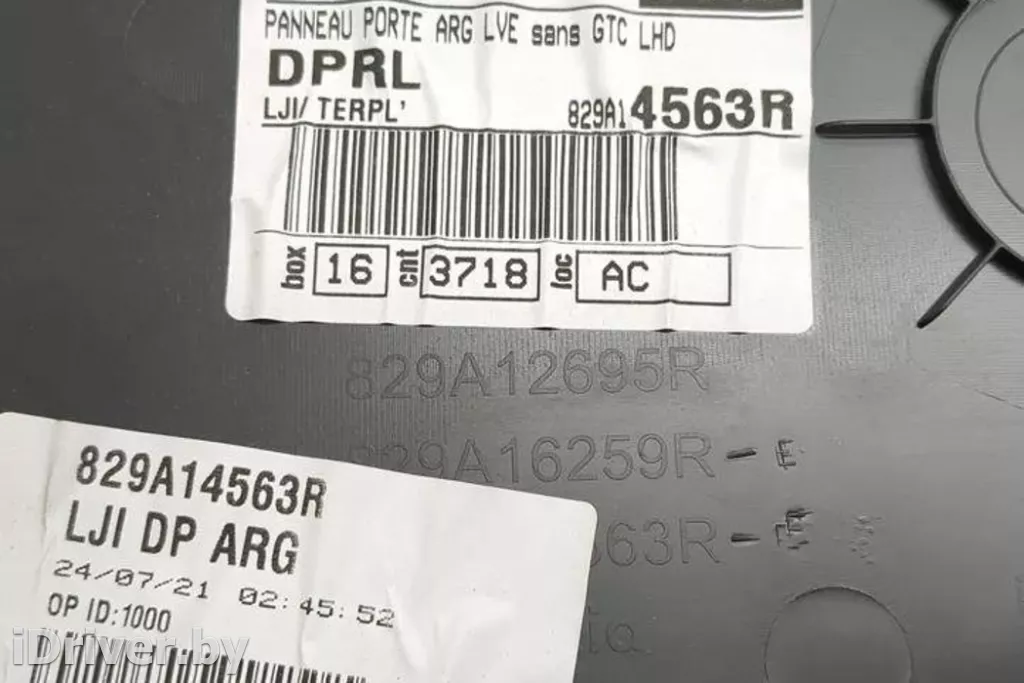 PANNEAU PORTE ARG LVE sans GTC LHD
DPRL
LJI/ TERPL' 829A14563R
box 16 cnt 3718 loc AC
829A12695R
829A16259R-E
563R-E
829A14563R
LJI DP ARG
24/07/21 02:45:52
OP ID:1000
iDriver.by